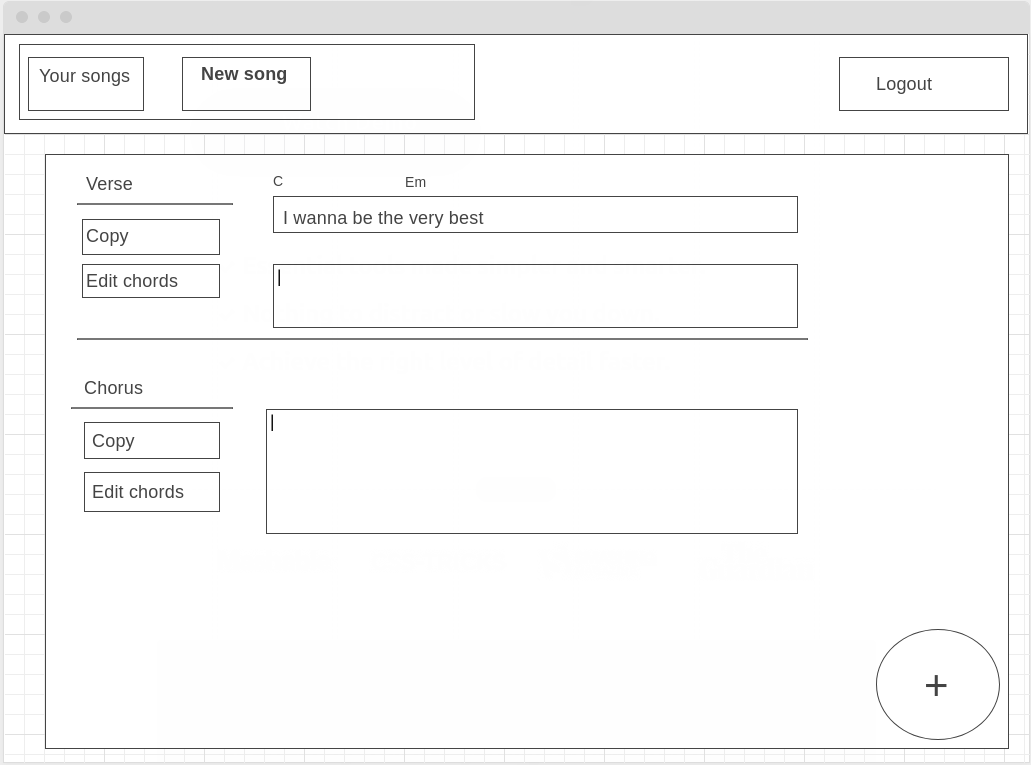 Your songs
New song
Logout
Verse
C Em
I wanna be the very best
Copy
Edit chords
Chorus
Copy
Edit chords
+